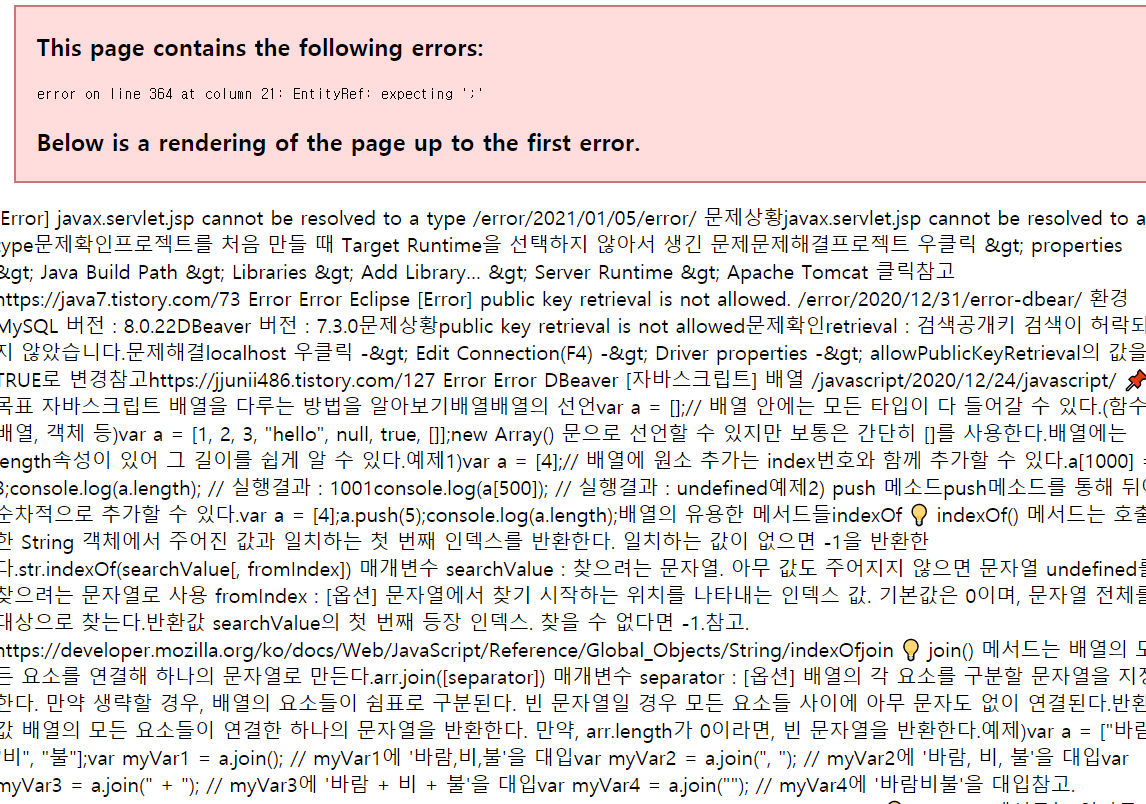 This page contains the following errors:
error on line 364 at column 21: EntityRef: expecting ';'
Below is a rendering of the page up to the first error.
Error] javax.servlet.jsp cannot be resolved to a type /error/2021/01/05/error/ 문제상황javax.servlet.jsp cannot be resolved to a
ype문제확인프로젝트를 처음 만들 때 Target Runtime을 선택하지 않아서 생긴 문제문제해결프로젝트 우클릭 &gt; properties
&gt; Java Build Path &gt; Libraries &gt; Add Library... &gt; Server Runtime &gt; Apache Tomcat 클릭참고
https://java7.tistory.com/73 Error Error Eclipse [Error] public key retrieval is not allowed. /error/2020/12/31/error-dbear/ 환경
MySQL 버전 : 8.0.22DBeaver 버전 : 7.3.0문제상황public key retrieval is not allowed문제확인retrieval : 검색공개키 검색이 허락되
지 않았습니다.문제해결localhost 우클릭 -&gt; Edit Connection(F4) -&gt; Driver properties -&gt; allowPublicKeyRetrieval의 값을
TRUE로 변경참고https://jjunii486.tistory.com/127 Error Error DBeaver [자바스크립트] 배열 /javascript/2020/12/24/javascript/ 📌
목표 자바스크립트 배열을 다루는 방법을 알아보기배열배열의 선언var a = [];// 배열 안에는 모든 타입이 다 들어갈 수 있다.(함수
배열, 객체 등)var a = [1, 2, 3, "hello", null, true, []];new Array() 문으로 선언할 수 있지만 보통은 간단히 []를 사용한다.배열에는
ength속성이 있어 그 길이를 쉽게 알 수 있다.예제1)var a = [4];// 배열에 원소 추가는 index번호와 함께 추가할 수 있다.a[1000] =
;console.log(a.length); // 실행결과 : 1001console.log(a[500]); // 실행결과 : undefined예제2) push 메소드push메소드를 통해 뒤에
순차적으로 추가할 수 있다.var a = [4];a.push(5);console.log(a.length);배열의 유용한 메서드들indexOf 💡 indexOf() 메서드는 호출
한 String 객체에서 주어진 값과 일치하는 첫 번째 인덱스를 반환한다. 일치하는 값이 없으면 -1을 반환한
다.str.indexOf(searchValue[, fromIndex]) 매개변수 searchValue : 찾으려는 문자열. 아무 값도 주어지지 않으면 문자열 undefined를
찾으려는 문자열로 사용 fromIndex : [옵션] 문자열에서 찾기 시작하는 위치를 나타내는 인덱스 값. 기본값은 0이며, 문자열 전체를
대상으로 찾는다.반환값 searchValue의 첫 번째 등장 인덱스. 찾을 수 없다면 -1.참고.
https://developer.mozilla.org/ko/docs/Web/JavaScript/Reference/Global_Objects/String/indexOfjoin 💡 join() 메서드는 배열의 모
든 요소를 연결해 하나의 문자열로 만든다.arr.join([separator]) 매개변수 separator : [옵션] 배열의 각 요소를 구분할 문자열을 지정
한다. 만약 생략할 경우, 배열의 요소들이 쉼표로 구분된다. 빈 문자열일 경우 모든 요소들 사이에 아무 문자도 없이 연결된다.반환
값 배열의 모든 요소들이 연결한 하나의 문자열을 반환한다. 만약, arr.length가 0이라면, 빈 문자열을 반환한다.예제)var a = ["바람
"비", "불"];var myVar1 = a.join(); // myVar1에 '바람,비,불'을 대입var myVar2 = a.join(", "); // myVar2에 '바람, 비, 불'을 대입var
myVar3 = a.join(" + "); // myVar3에 '바람 + 비 + 불'을 대입var myVar4 = a.join(""); // myVar4에 '바람비불'을 대입참고.